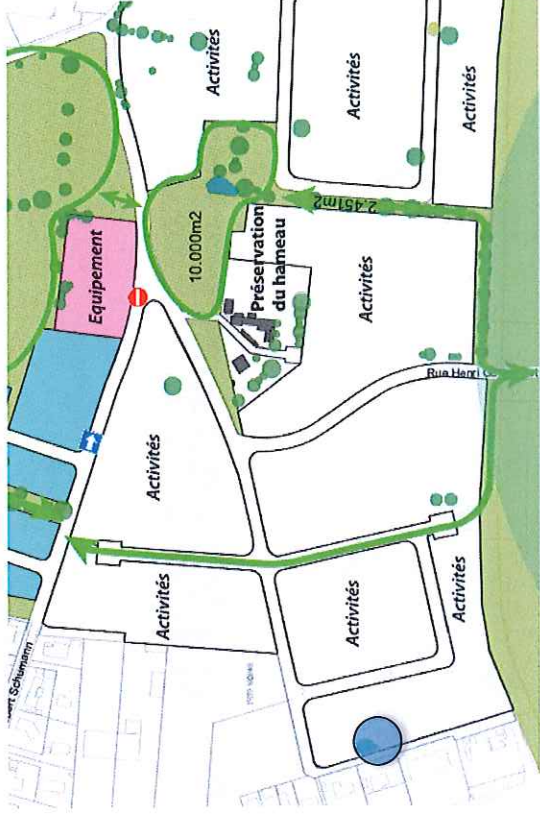 Activités
Activités
Activités
Equipement
10.000m2
2.451m2
Préservation
du hameau
Activités
Rue Henri
Activités
Activités
Activités
Activités
Schumann